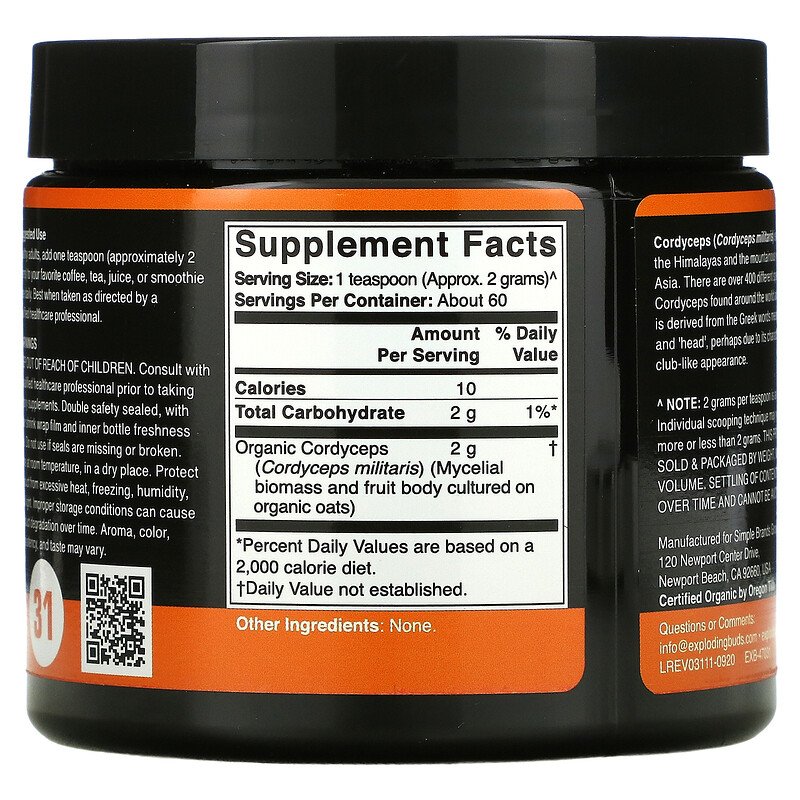 Use
adults, add one teaspoon (approximately 2
to your favorite coffee, tea, juice, or smoothie
Best when taken as directed by a
healthcare professional.
OUT OF REACH OF CHILDREN. Consult with
healthcare professional prior to taking
supplements. Double safety sealed, with
wrap film and inner bottle freshness
not use if seals are missing or broken.
room temperature, in a dry place. Protect
from excessive heat, freezing, humidity,
Improper storage conditions can cause
degradation over time. Aroma, color,
and taste may vary.
31
Supplement Facts
Serving Size: 1 teaspoon (Approx. 2 grams)^
Servings Per Container: About 60
Amount % Daily
Per Serving Value
Calories 10
Total Carbohydrate 2 g 1%*
Organic Cordyceps 2 g †
(Cordyceps militaris) (Mycelial
biomass and fruit body cultured on
organic oats)
*Percent Daily Values are based on a
2,000 calorie diet.
†Daily Value not established.
Other Ingredients: None.
Cordyceps (Cordyceps militaris)
the Himalayas and the mountainous
Asia. There are over 400 different
Cordyceps found around the
is derived from the Greek words
and 'head', perhaps due to its
club-like appearance.
^ NOTE: 2 grams per teaspoon is
Individual scooping technique
more or less than 2 grams. THIS
SOLD & PACKAGED BY WEIGHT
VOLUME. SETTLING OF
OVER TIME AND CANNOT BE
Manufactured for Simple Brands
120 Newport Center Drive,
Newport Beach, CA 92660, USA
Certified Organic by Oregon
Questions or Comments:
info@explodingbuds.com •
LREV03111-0920